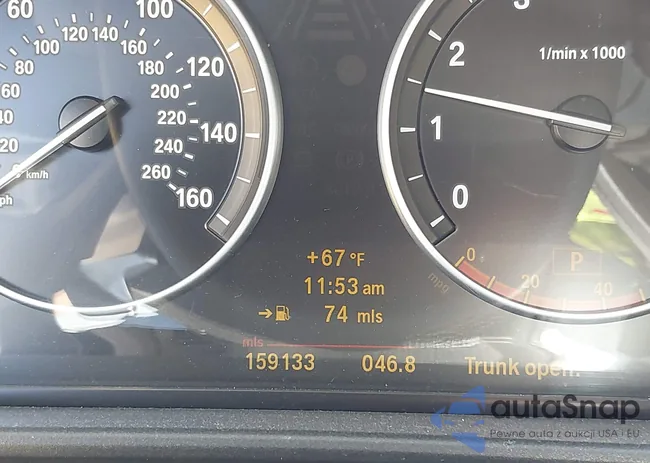 60 100
100 120 140
80 160
60 180 120
200
40 220 140
20 240
0 km/h 260
mph 160
3
2 1/min x 1000
1
0
+67 °F
11:53 am
74 mls
mls
159133 046.8 Trunk open!
0 20 40
mpg
P
autaSnap
Pewne auta z aukcji USA i EU